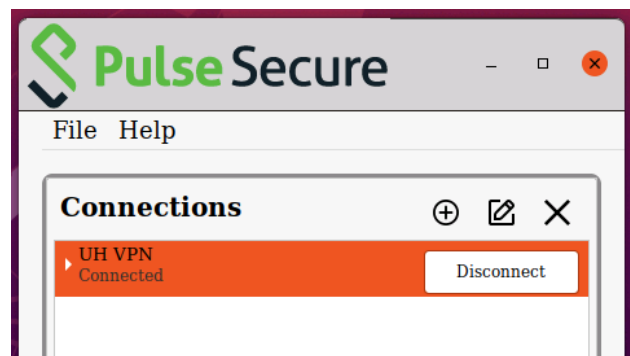 Pulse Secure
File Help
Connections
UH VPN
Connected
Disconnect